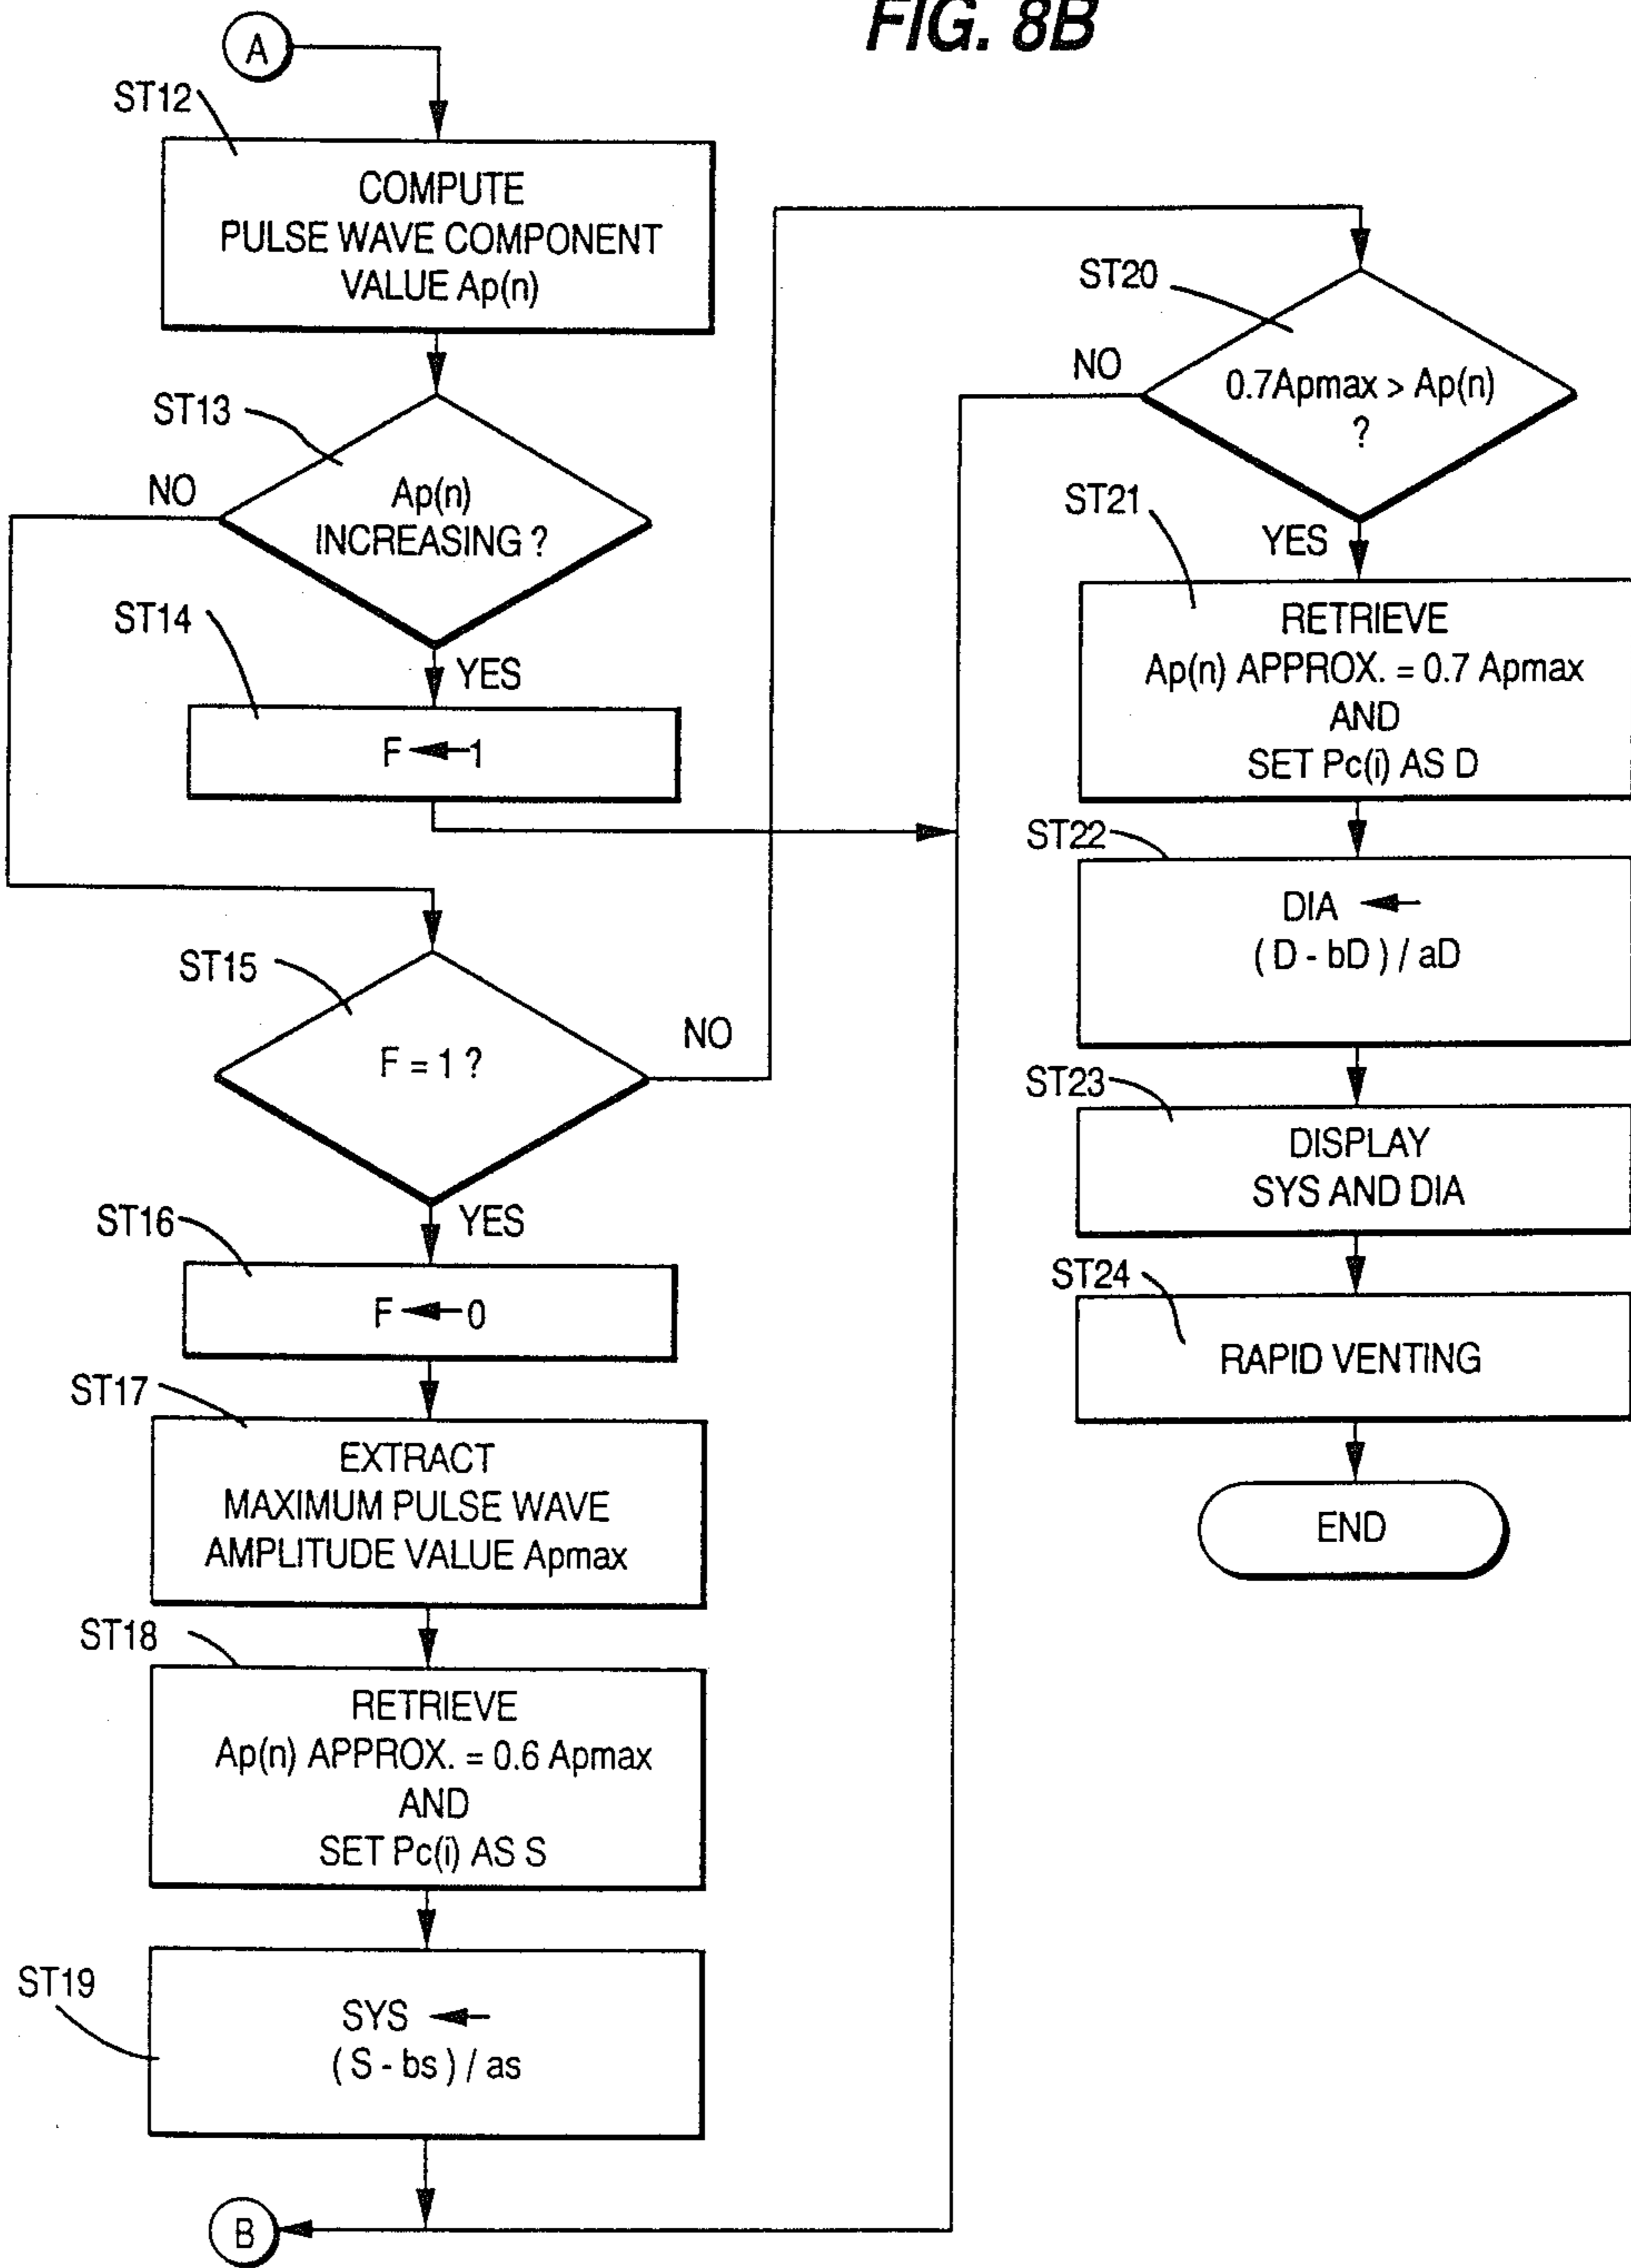 FIG. 8B
A
ST12
COMPUTE
PULSE WAVE COMPONENT
VALUE Ap(n)
ST13
NO
Ap(n)
INCREASING ?
YES
ST14
F ← 1
ST15
F = 1 ?
NO
YES
ST16
F ← 0
ST17
EXTRACT
MAXIMUM PULSE WAVE
AMPLITUDE VALUE Apmax
ST18
RETRIEVE
Ap(n) APPROX. = 0.6 Apmax
AND
SET Pc(i) AS S
ST19
SYS ←
( S - bs ) / as
B
ST20
NO
0.7Apmax > Ap(n)
?
YES
ST21
RETRIEVE
Ap(n) APPROX. = 0.7 Apmax
AND
SET Pc(i) AS D
ST22
DIA ←
( D - bD ) / aD
ST23
DISPLAY
SYS AND DIA
ST24
RAPID VENTING
END